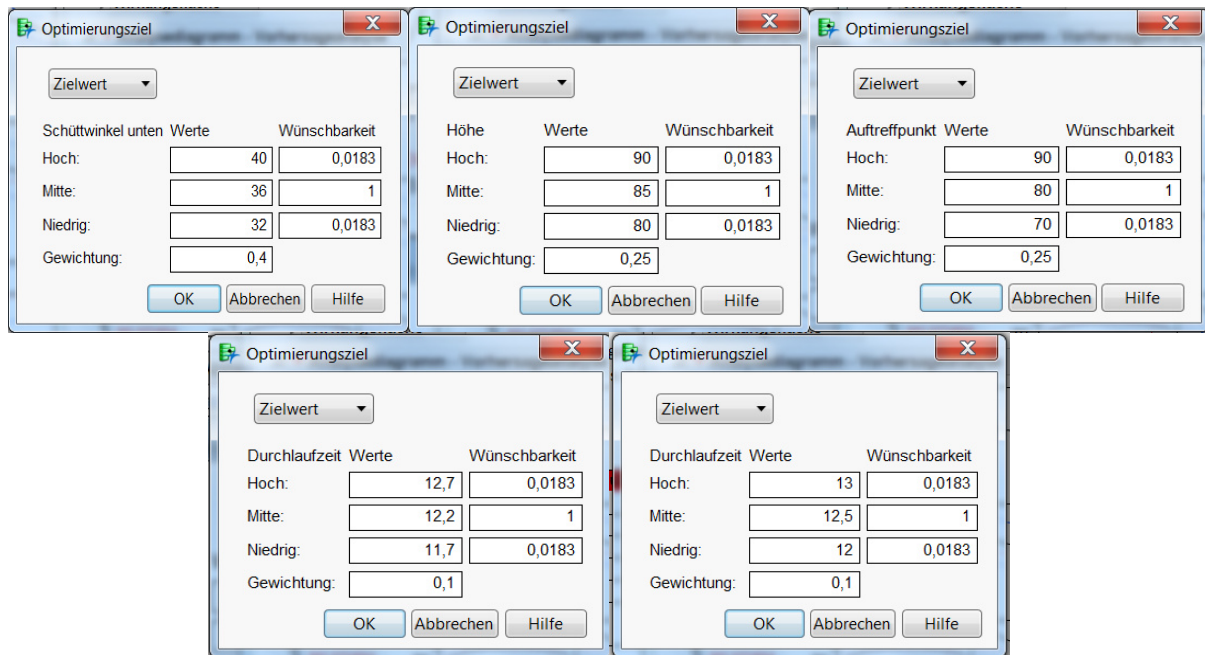 Optimierungsziel
Zielwert
Schüttwinkel unten Werte Wünschbarkeit
Hoch: 40 0,0183
Mitte: 36 1
Niedrig: 32 0,0183
Gewichtung: 0,4
OK Abbrechen Hilfe
Optimierungsziel
Zielwert
Höhe Werte Wünschbarkeit
Hoch: 90 0,0183
Mitte: 85 1
Niedrig: 80 0,0183
Gewichtung: 0,25
OK Abbrechen Hilfe
Optimierungsziel
Zielwert
Auftreffpunkt Werte Wünschbarkeit
Hoch: 90 0,0183
Mitte: 80 1
Niedrig: 70 0,0183
Gewichtung: 0,25
OK Abbrechen Hilfe
Optimierungsziel
Zielwert
Durchlaufzeit Werte Wünschbarkeit
Hoch: 12,7 0,0183
Mitte: 12,2 1
Niedrig: 11,7 0,0183
Gewichtung: 0,1
OK Abbrechen Hilfe
Optimierungsziel
Zielwert
Durchlaufzeit Werte Wünschbarkeit
Hoch: 13 0,0183
Mitte: 12,5 1
Niedrig: 12 0,0183
Gewichtung: 0,1
OK Abbrechen Hilfe